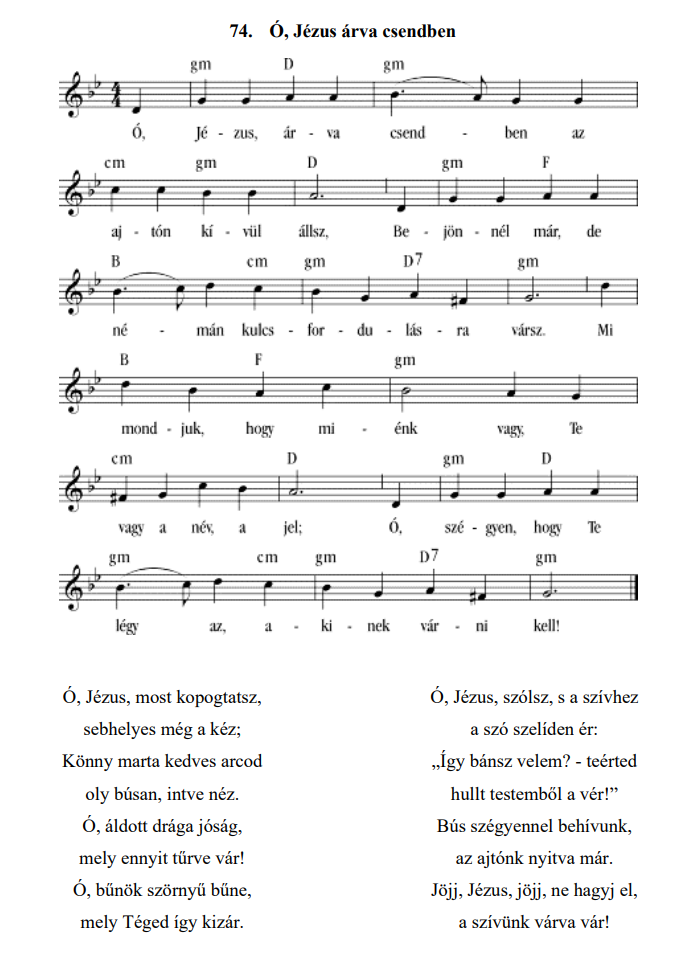 74. Ó, Jézus árva csendben
gm D gm
4/4
Ó, Jé - zus, ár - va csend - ben az
cm gm D gm F
aj - tón kí - vül állsz, Be - jön - nél már, de
B cm gm D7 gm
né - mán kulcs - for - du - lás - ra vársz. Mi
B F gm
mond - juk, hogy mi - énk vagy, Te
cm D gm D
vagy a név, a jel; Ó, szé - gyen, hogy Te
gm cm gm D7 gm
légy az, a - ki - nek vár - ni kell!
Ó, Jézus, most kopogtatsz,
sebhelyes még a kéz;
Könny marta kedves arcod
oly búsan, intve néz.
Ó, áldott drága jóság,
mely ennyit tűrve vár!
Ó, bűnök szörnyű bűne,
mely Téged így kizár.
Ó, Jézus, szólsz, s a szívhez
a szó szelíden ér:
„Így bánsz velem? - teérted
hullt testemből a vér!”
Bús szégyennel behívunk,
az ajtónk nyitva már.
Jöjj, Jézus, jöjj, ne hagyj el,
a szívünk várva vár!